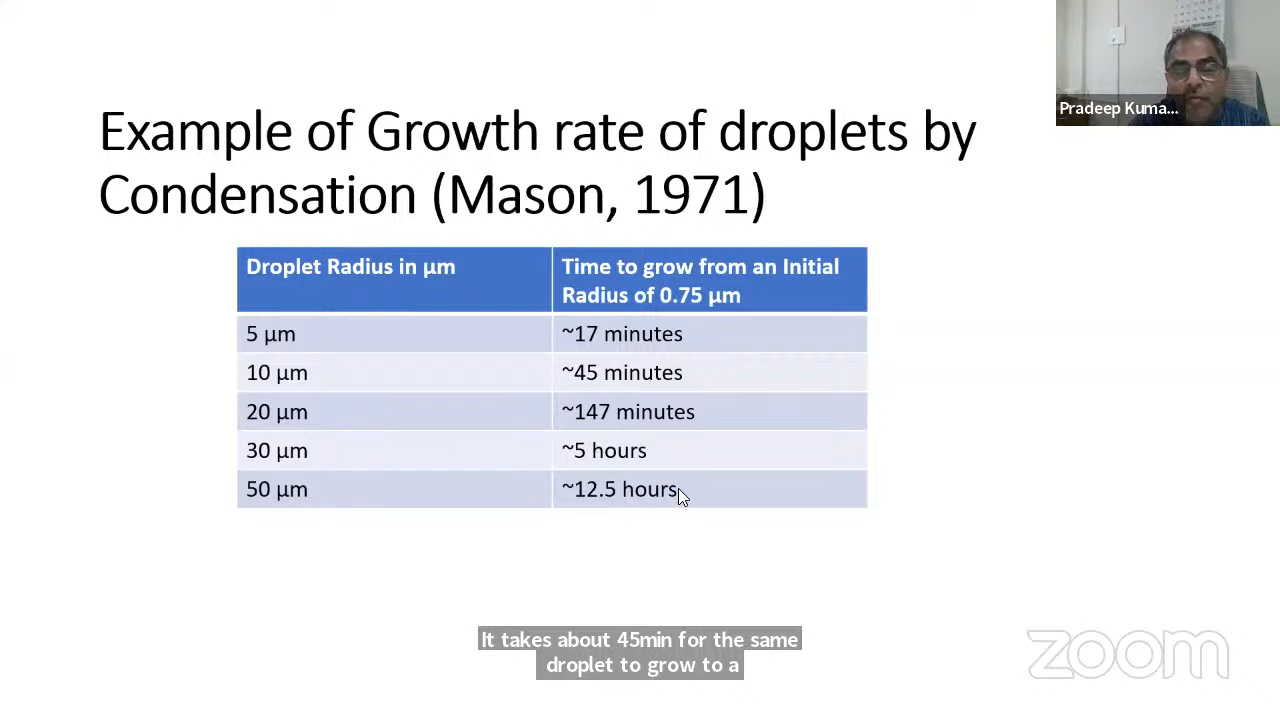 Pradeep Kuma...
Example of Growth rate of droplets by
Condensation (Mason, 1971)
Droplet Radius in µm
Time to grow from an Initial
Radius of 0.75 µm
5 µm
~17 minutes
10 µm
~45 minutes
20 µm
~147 minutes
30 µm
~5 hours
50 µm
~12.5 hours
It takes about 45min for the same
droplet to grow to a
zoom